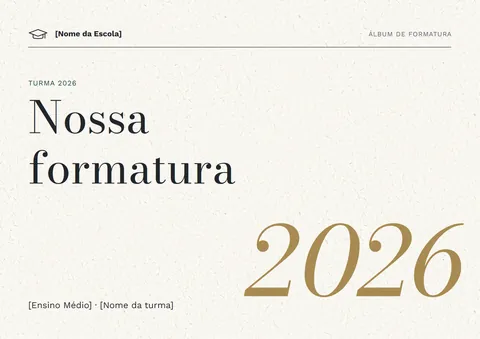 [Nome da Escola]
ÁLBUM DE FORMATURA
TURMA 2026
Nossa
formatura
2026
[Ensino Médio] · [Nome da turma]